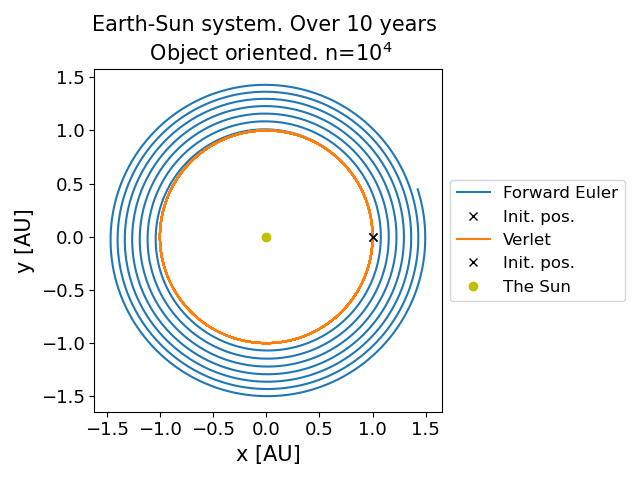 Earth-Sun system. Over 10 years
Object oriented. n=10⁴
y [AU]
1.5
1.0
0.5
0.0
−0.5
−1.0
−1.5
−1.5 −1.0 −0.5 0.0 0.5 1.0 1.5
x [AU]
Forward Euler
Init. pos.
Verlet
Init. pos.
The Sun